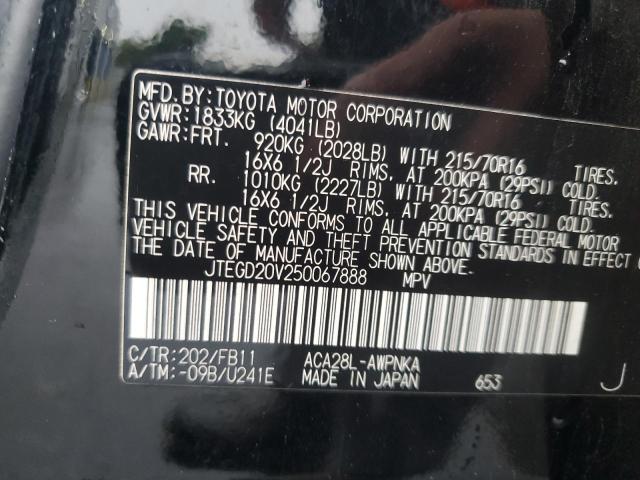 MFD.BY:TOYOTA MOTOR CORPORATION
GVWR:1833KG (4041LB)
GAWR:FRT. 920KG (2028LB) WITH 215/70R16 TIRES.
16X6 1/2J RIMS, AT 200KPA (29PSI) COLD.
RR. 1010KG (2227LB) WITH 215/70R16 TIRES.
16X6 1/2J RIMS, AT 200KPA (29PSI) COLD.
THIS VEHICLE CONFORMS TO ALL APPLICABLE FEDERAL MOTOR
VEHICLE SAFETY AND THEFT PREVENTION STANDARDS IN EFFECT
THE DATE OF MANUFACTURE SHOWN ABOVE.
JTEGD20V250067888 MPV
C/TR:202/FB11 ACA28L-AWPNKA
A/TM:-09B/U241E MADE IN JAPAN 653 J